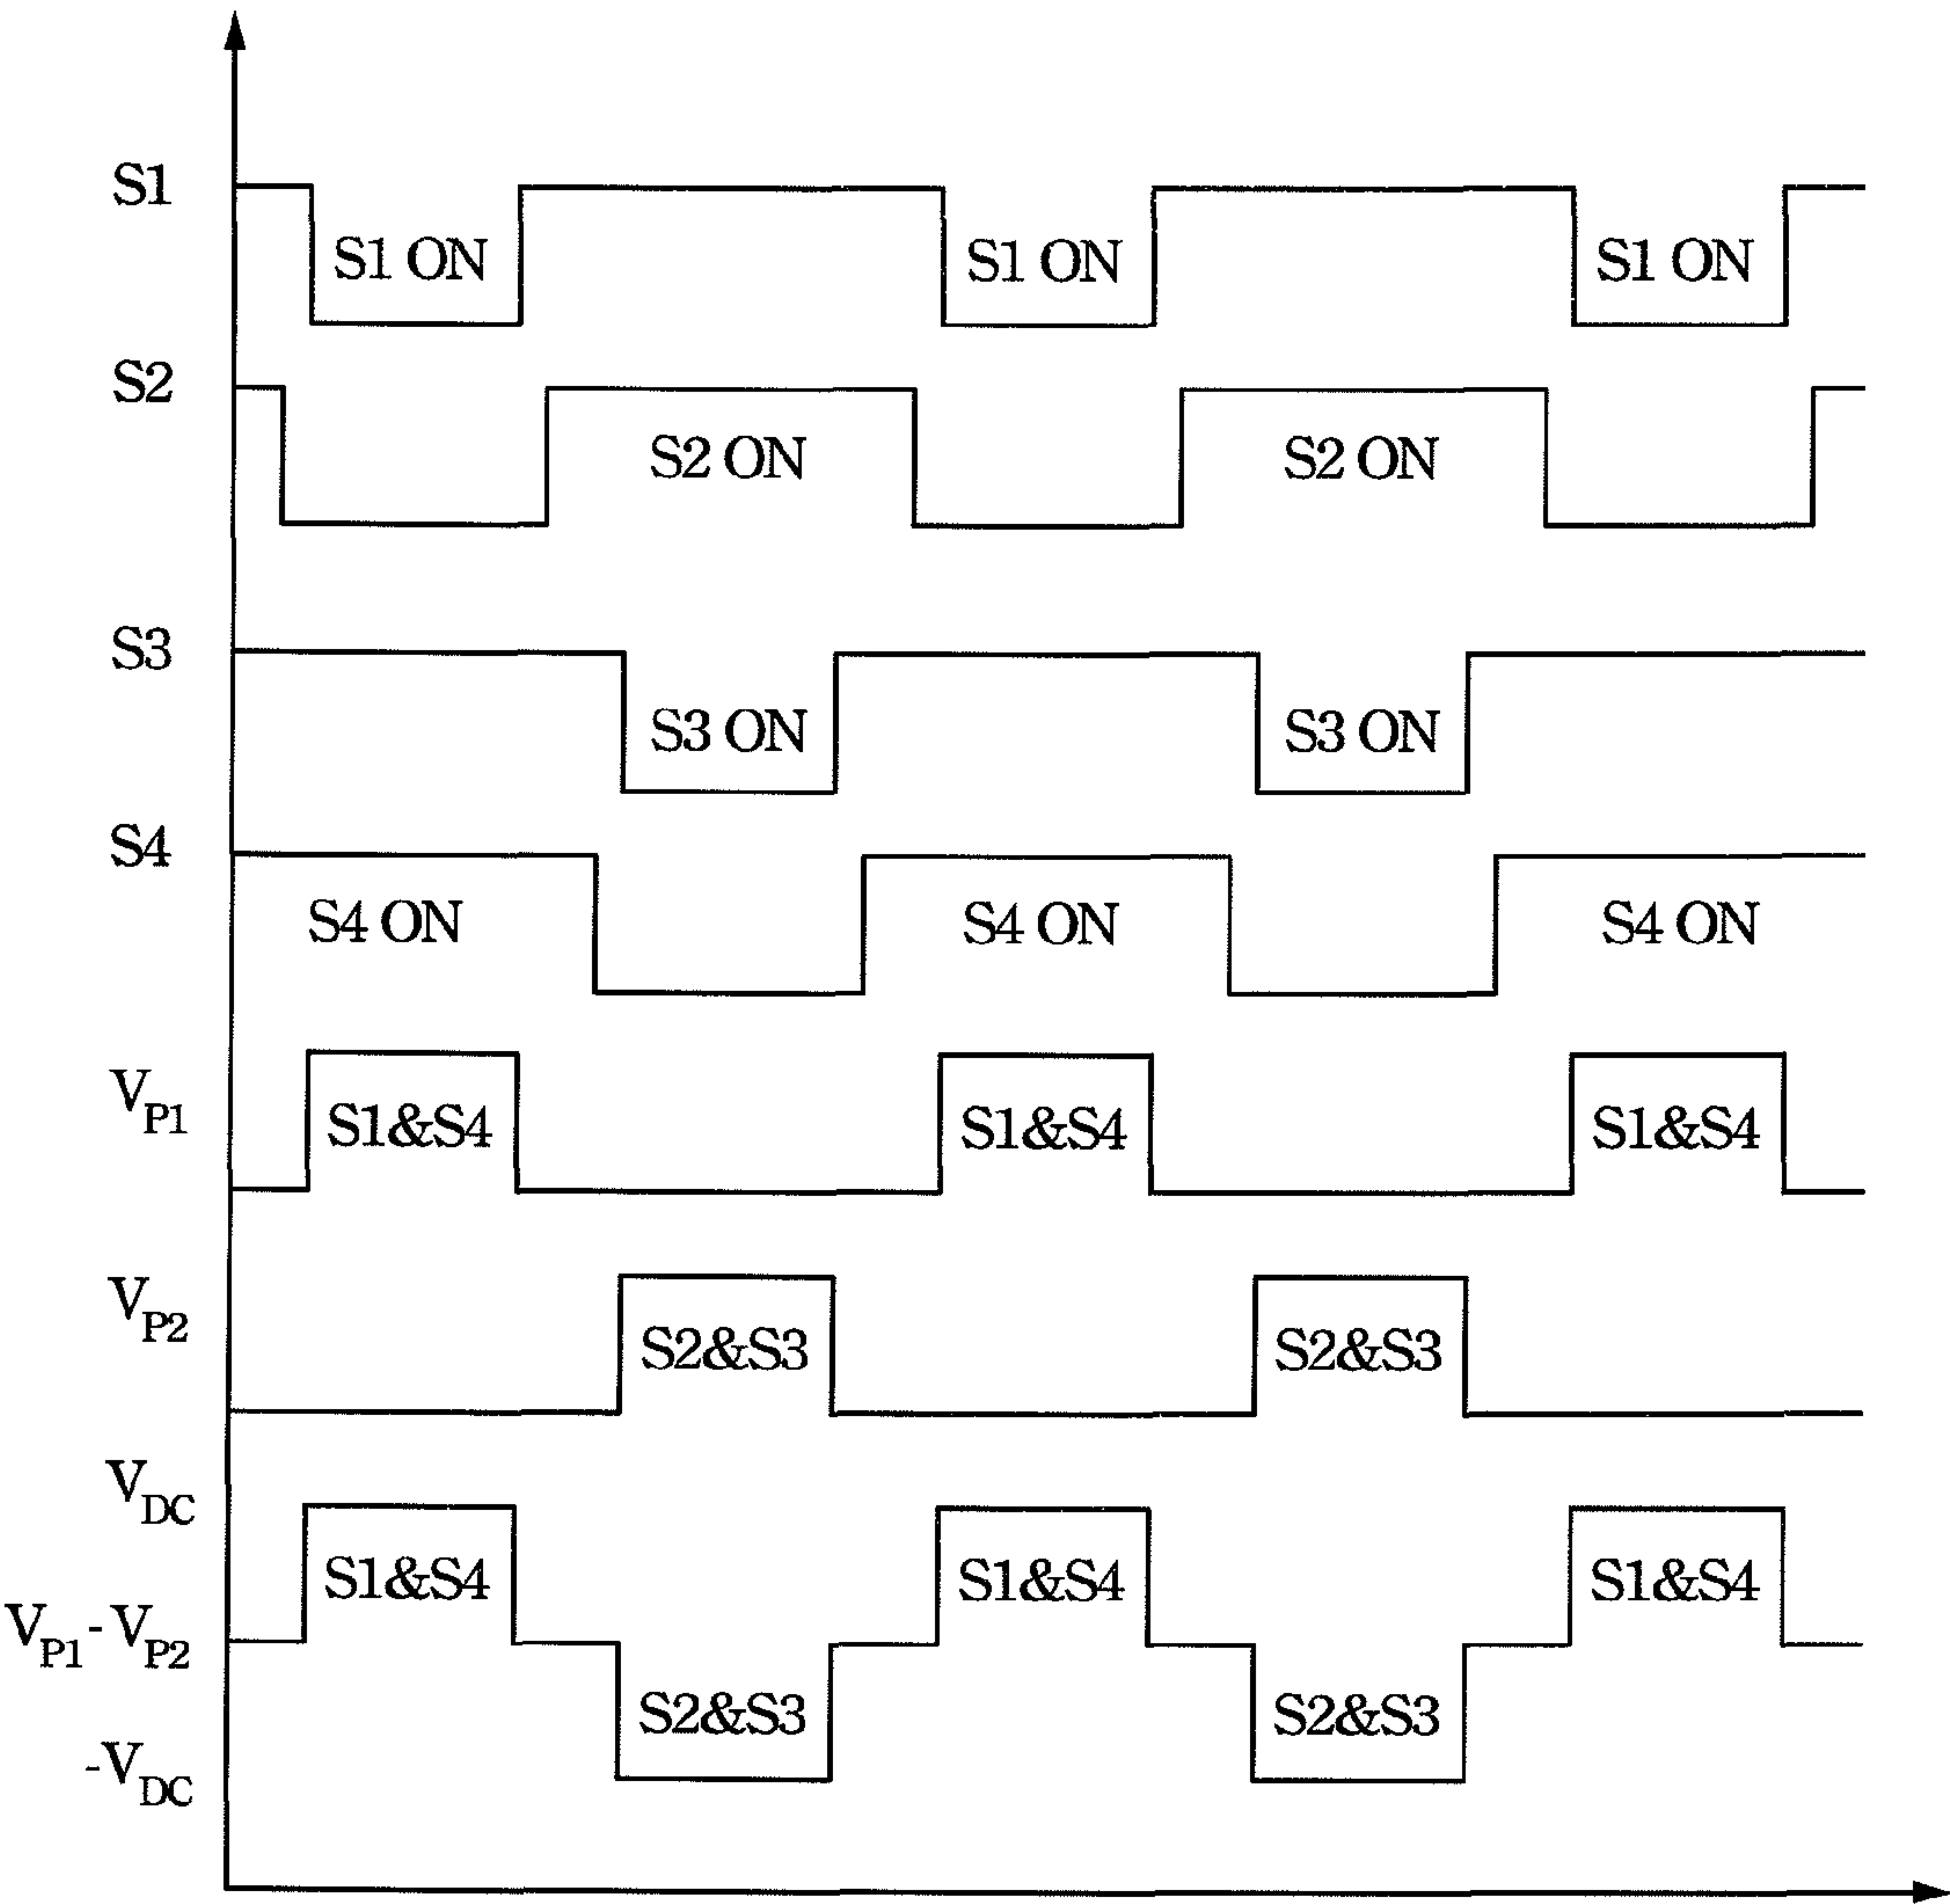 S1
S1 ON S1 ON S1 ON
S2
S2 ON S2 ON
S3
S3 ON S3 ON
S4
S4 ON S4 ON S4 ON
VP1
S1&S4 S1&S4 S1&S4
VP2
S2&S3 S2&S3
VDC
S1&S4 S1&S4 S1&S4
VP1-VP2
S2&S3 S2&S3
-VDC